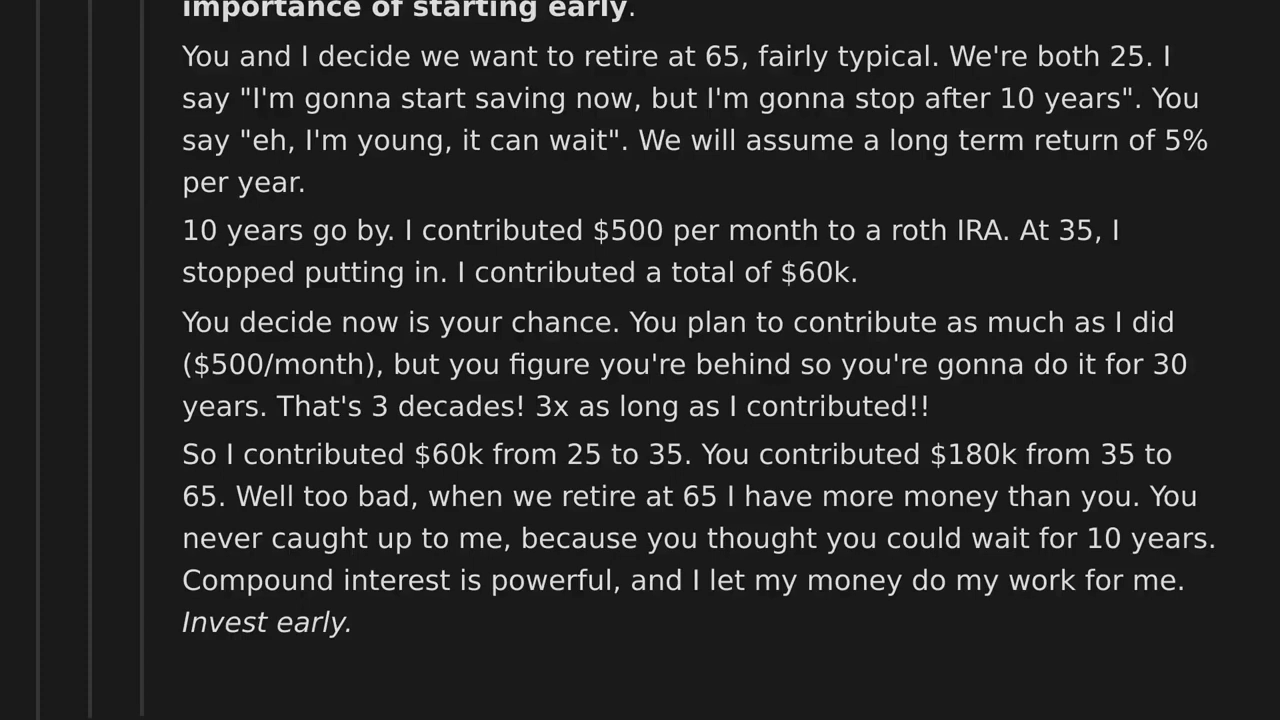 importance of starting early.
You and I decide we want to retire at 65, fairly typical. We're both 25. I
say "I'm gonna start saving now, but I'm gonna stop after 10 years". You
say "eh, I'm young, it can wait". We will assume a long term return of 5%
per year.
10 years go by. I contributed $500 per month to a roth IRA. At 35, I
stopped putting in. I contributed a total of $60k.
You decide now is your chance. You plan to contribute as much as I did
($500/month), but you figure you're behind so you're gonna do it for 30
years. That's 3 decades! 3x as long as I contributed!!
So I contributed $60k from 25 to 35. You contributed $180k from 35 to
65. Well too bad, when we retire at 65 I have more money than you. You
never caught up to me, because you thought you could wait for 10 years.
Compound interest is powerful, and I let my money do my work for me.
Invest early.